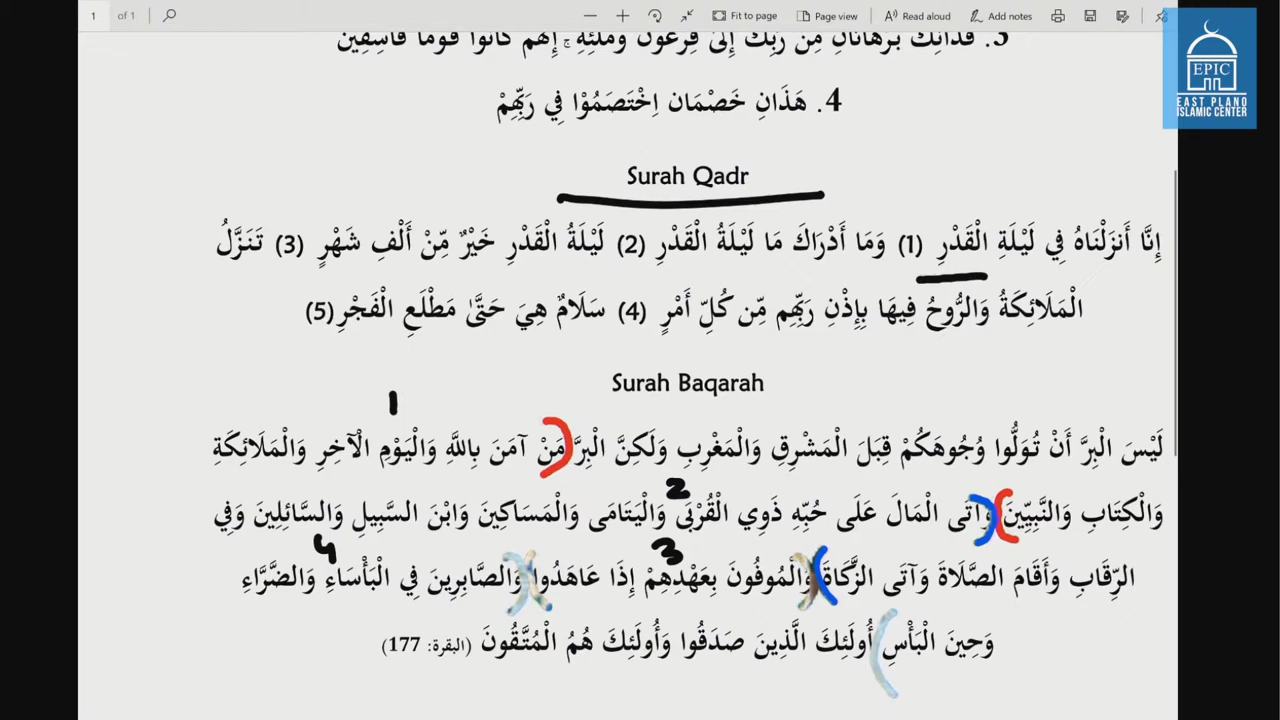 1 of 1 Fit to page Page view Read aloud Add notes
EPIC
EAST PLANO
ISLAMIC CENTER
3. فَذَانِكَ بُرْهَانَانِ مِن رَّبِّكَ إِلَىٰ فِرْعَوْنَ وَمَلَئِهِ ۚ إِنَّهُمْ كَانُوا قَوْمًا فَاسِقِينَ
4. هَذَانِ خَصْمَان اِخْتَصَمُوْا فِي رَبِّهِمْ
Surah Qadr
إِنَّا أَنزَلْنَاهُ فِي لَيْلَةِ الْقَدْرِ (1) وَمَا أَدْرَاكَ مَا لَيْلَةُ الْقَدْرِ (2) لَيْلَةُ الْقَدْرِ خَيْرٌ مِّنْ أَلْفِ شَهْرٍ (3) تَنَزَّلُ
الْمَلَائِكَةُ وَالرُّوحُ فِيهَا بِإِذْنِ رَبِّهِم مِّن كُلِّ أَمْرٍ (4) سَلَامٌ هِيَ حَتَّىٰ مَطْلَعِ الْفَجْرِ (5)
Surah Baqarah
1
لَيْسَ الْبِرَّ أَنْ تُوَلُّوا وُجُوهَكُمْ قِبَلَ الْمَشْرِقِ وَالْمَغْرِبِ وَلَكِنَّ الْبِرَّ مَنْ آمَنَ بِاللَّهِ وَالْيَوْمِ الْآخِرِ وَالْمَلَائِكَةِ
2
وَالْكِتَابِ وَالنَّبِيِّينَ وَآتَى الْمَالَ عَلَى حُبِّهِ ذَوِي الْقُرْبَى وَالْيَتَامَى وَالْمَسَاكِينَ وَابْنَ السَّبِيلِ وَالسَّائِلِينَ وَفِي
3 4
الرِّقَابِ وَأَقَامَ الصَّلَاةَ وَآتَى الزَّكَاةَ وَالْمُوفُونَ بِعَهْدِهِمْ إِذَا عَاهَدُوا وَالصَّابِرِينَ فِي الْبَأْسَاءِ وَالضَّرَّاءِ
وَحِينَ الْبَأْسِ أُولَئِكَ الَّذِينَ صَدَقُوا وَأُولَئِكَ هُمُ الْمُتَّقُونَ (البقرة: 177)